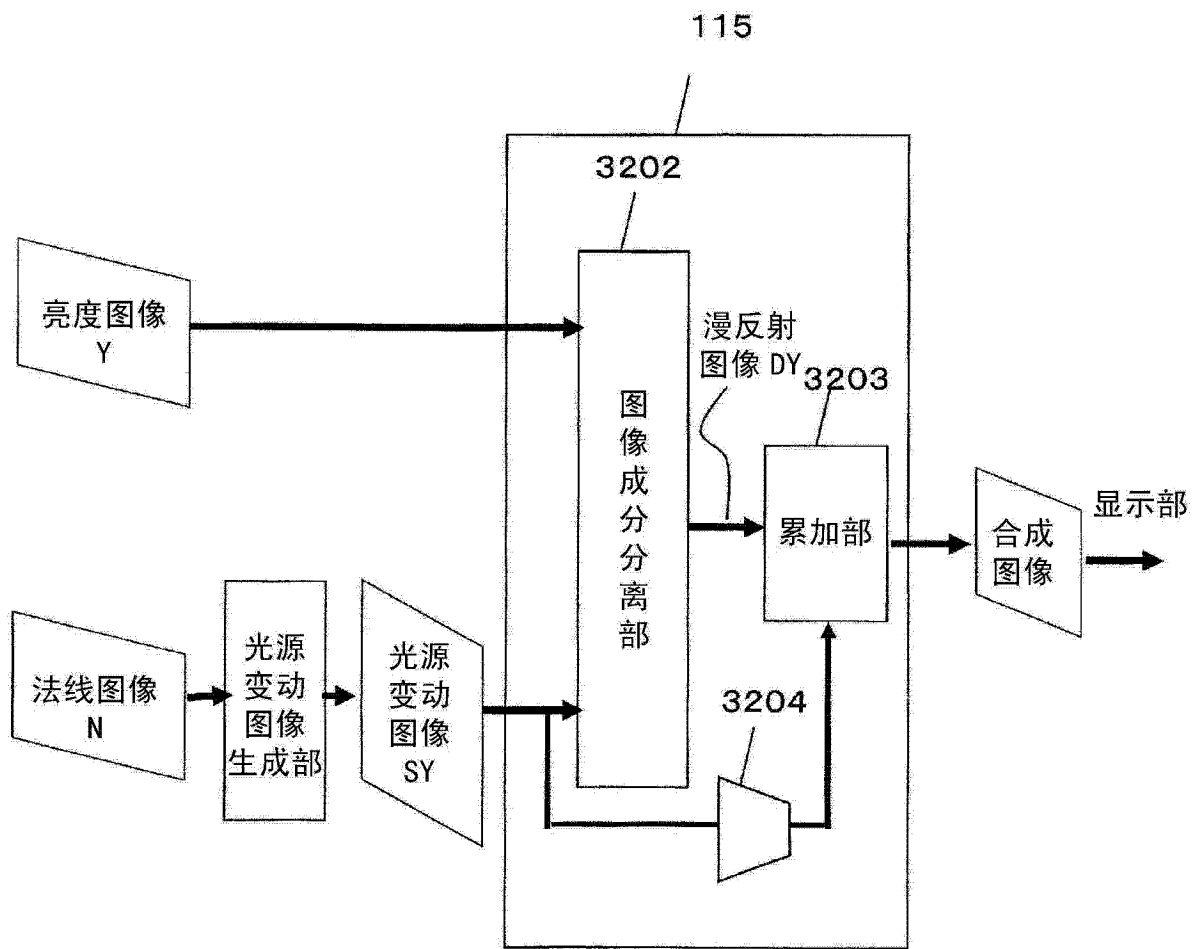 115
3202
亮度图像
Y
漫反射
图像 DY
3203
图像成分分离部
累加部
显示部
合成
图像
法线图像
N
光源
变动
图像
生成部
光源
变动
图像
SY
3204